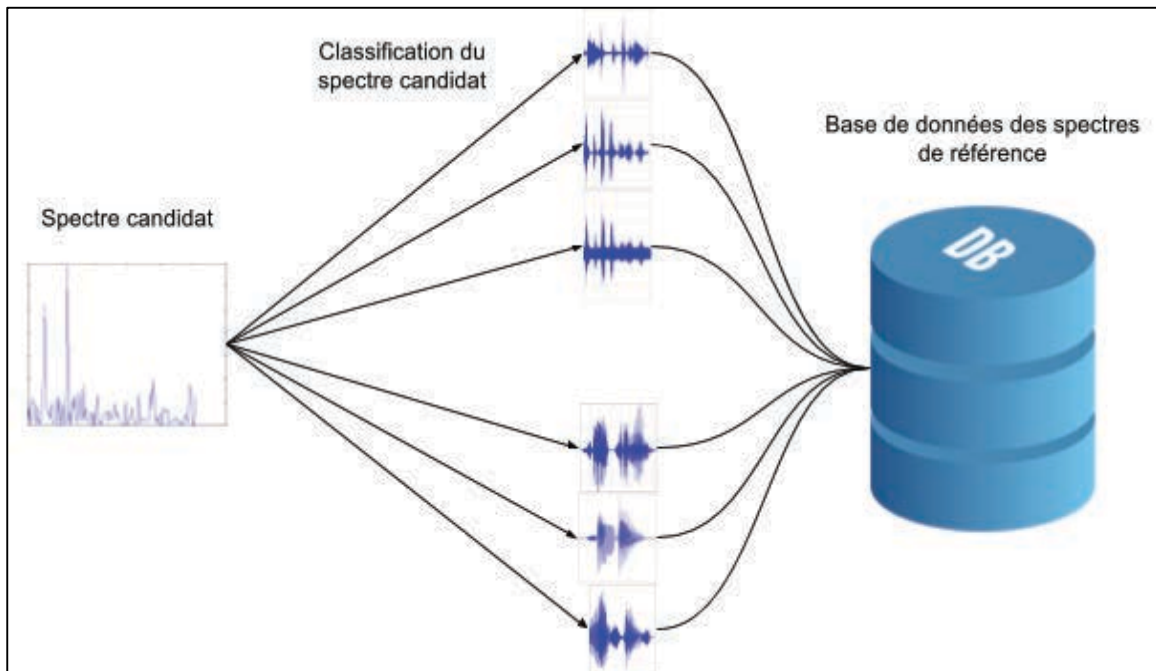 Classification du
spectre candidat
Base de données des spectres
de référence
Spectre candidat
DB